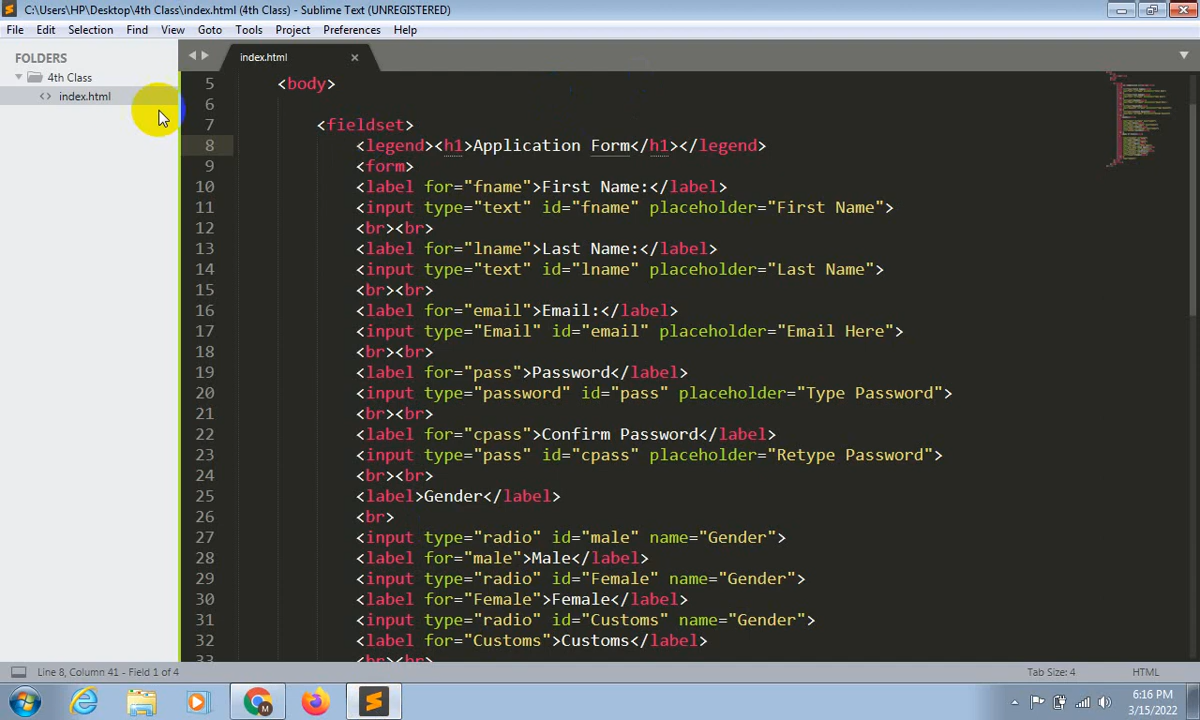 C:\Users\HP\Desktop\4th Class\index.html (4th Class) - Sublime Text (UNREGISTERED)
File Edit Selection Find View Goto Tools Project Preferences Help
FOLDERS
4th Class
index.html
index.html
5 <body>
6
7 <fieldset>
8 <legend><h1>Application Form</h1></legend>
9 <form>
10 <label for="fname">First Name:</label>
11 <input type="text" id="fname" placeholder="First Name">
12 <br><br>
13 <label for="lname">Last Name:</label>
14 <input type="text" id="lname" placeholder="Last Name">
15 <br><br>
16 <label for="email">Email:</label>
17 <input type="Email" id="email" placeholder="Email Here">
18 <br><br>
19 <label for="pass">Password</label>
20 <input type="password" id="pass" placeholder="Type Password">
21 <br><br>
22 <label for="cpass">Confirm Password</label>
23 <input type="pass" id="cpass" placeholder="Retype Password">
24 <br><br>
25 <label>Gender</label>
26 <br>
27 <input type="radio" id="male" name="Gender">
28 <label for="male">Male</label>
29 <input type="radio" id="Female" name="Gender">
30 <label for="Female">Female</label>
31 <input type="radio" id="Customs" name="Gender">
32 <label for="Customs">Customs</label>
33 <br><br>
Line 8, Column 41 - Field 1 of 4
Tab Size: 4
HTML
6:16 PM
3/15/2022